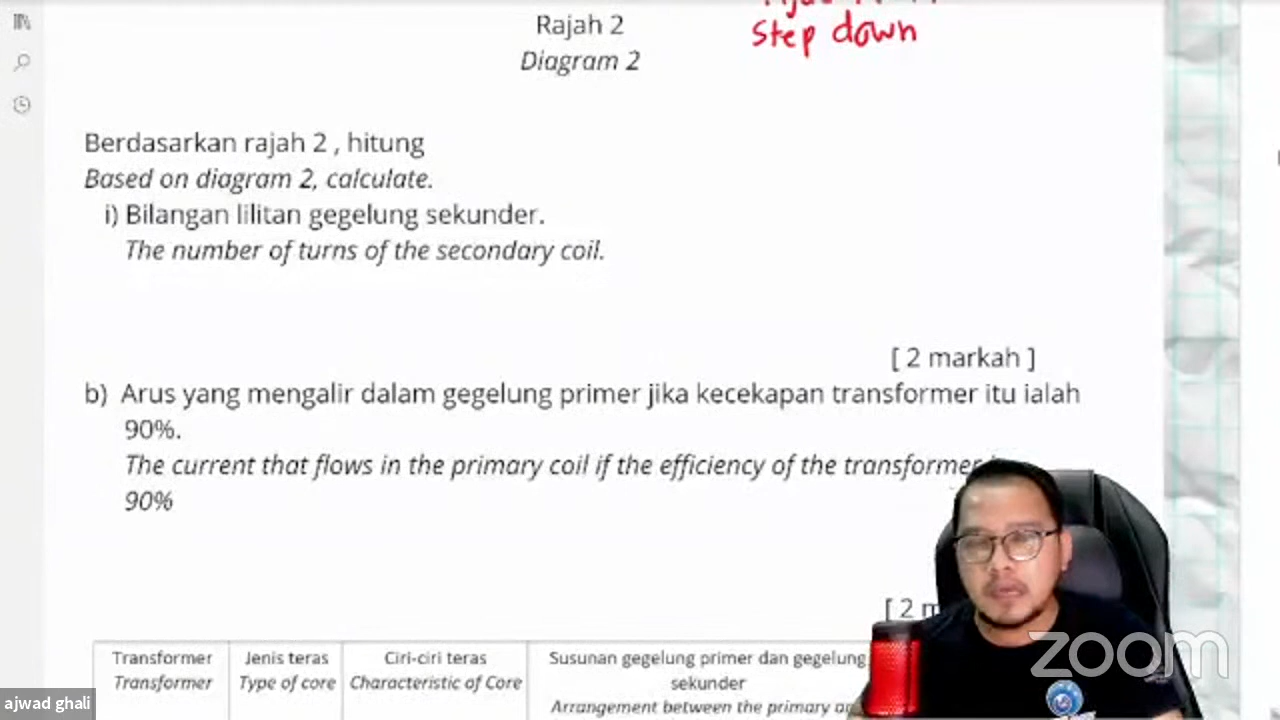 Rajah 2
step down
Diagram 2
Berdasarkan rajah 2 , hitung
Based on diagram 2, calculate.
i) Bilangan lilitan gegelung sekunder.
The number of turns of the secondary coil.
[ 2 markah ]
b) Arus yang mengalir dalam gegelung primer jika kecekapan transformer itu ialah
90%.
The current that flows in the primary coil if the efficiency of the transformer
90%
[ 2
zoom
Transformer
Transformer
Jenis teras
Type of core
Ciri-ciri teras
Characteristic of Core
Susunan gegelung primer dan gegelung
sekunder
Arrangement between the primary
ajwad ghali